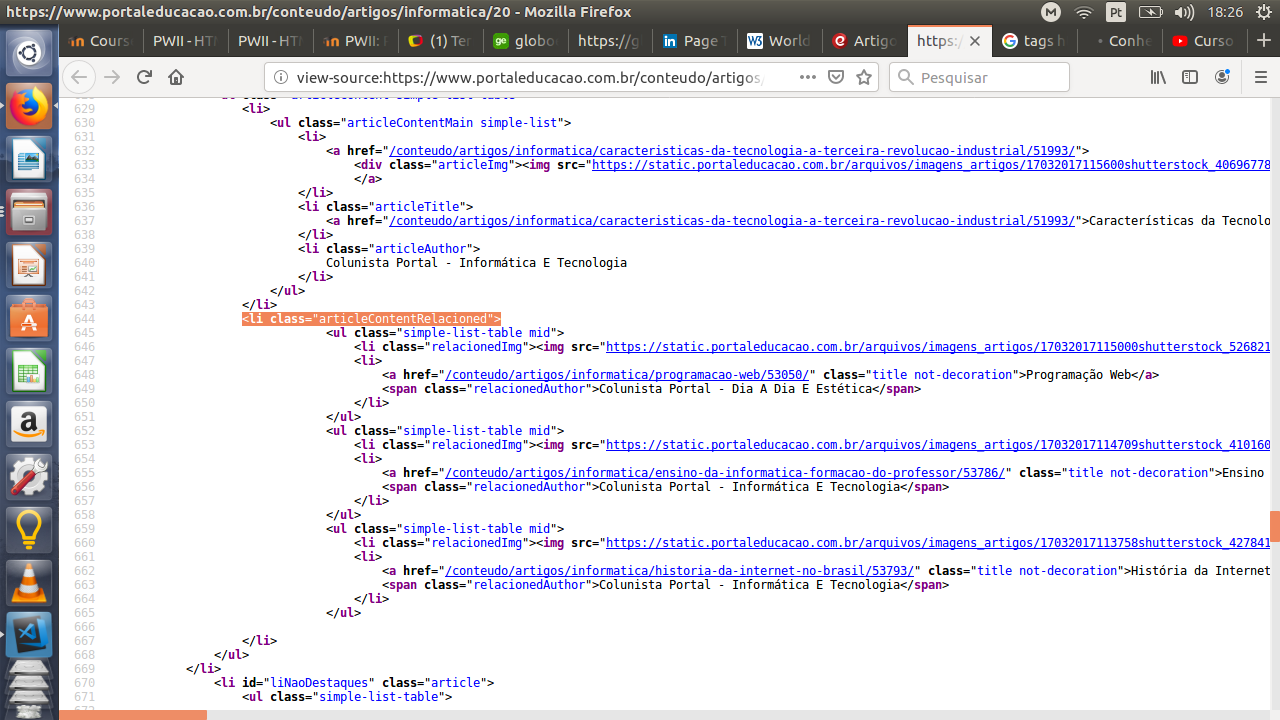 https://www.portaleducacao.com.br/conteudo/artigos/informatica/20 - Mozilla Firefox
M
Pt
18:26
Cours
PWII - HTM
PWII - HTM
PWII: P
(1) Ter
ge globo
https://g
in Page T
W3 World
Artigo
https:/
G tags h
Conhe
Curso
view-source:https://www.portaleducacao.com.br/conteudo/artigos/
Pesquisar
629 <li>
630 <ul class="articleContentMain simple-list">
631 <li>
632 <a href="/conteudo/artigos/informatica/caracteristicas-da-tecnologia-a-terceira-revolucao-industrial/51993/">
633 <div class="articleImg"><img src="https://static.portaleducacao.com.br/arquivos/imagens_artigos/17032017115600shutterstock_40696778
634 </a>
635 </li>
636 <li class="articleTitle">
637 <a href="/conteudo/artigos/informatica/caracteristicas-da-tecnologia-a-terceira-revolucao-industrial/51993/">Características da Tecnolo
638 </li>
639 <li class="articleAuthor">
640 Colunista Portal - Informática E Tecnologia
641 </li>
642 </ul>
643 </li>
644 <li class="articleContentRelacioned">
645 <ul class="simple-list-table mid">
646 <li class="relacionedImg"><img src="https://static.portaleducacao.com.br/arquivos/imagens_artigos/17032017115000shutterstock_526821
647 <li>
648 <a href="/conteudo/artigos/informatica/programacao-web/53050/" class="title not-decoration">Programação Web</a>
649 <span class="relacionedAuthor">Colunista Portal - Dia A Dia E Estética</span>
650 </li>
651 </ul>
652 <ul class="simple-list-table mid">
653 <li class="relacionedImg"><img src="https://static.portaleducacao.com.br/arquivos/imagens_artigos/17032017114709shutterstock_410160
654 <li>
655 <a href="/conteudo/artigos/informatica/ensino-da-informatica-formacao-do-professor/53786/" class="title not-decoration">Ensino
656 <span class="relacionedAuthor">Colunista Portal - Informática E Tecnologia</span>
657 </li>
658 </ul>
659 <ul class="simple-list-table mid">
660 <li class="relacionedImg"><img src="https://static.portaleducacao.com.br/arquivos/imagens_artigos/17032017113758shutterstock_427841
661 <li>
662 <a href="/conteudo/artigos/informatica/historia-da-internet-no-brasil/53793/" class="title not-decoration">História da Internet
663 <span class="relacionedAuthor">Colunista Portal - Informática E Tecnologia</span>
664 </li>
665 </ul>
666
667 </li>
668 </ul>
669 </li>
670 <li id="liNaoDestaques" class="article">
671 <ul class="simple-list-table">